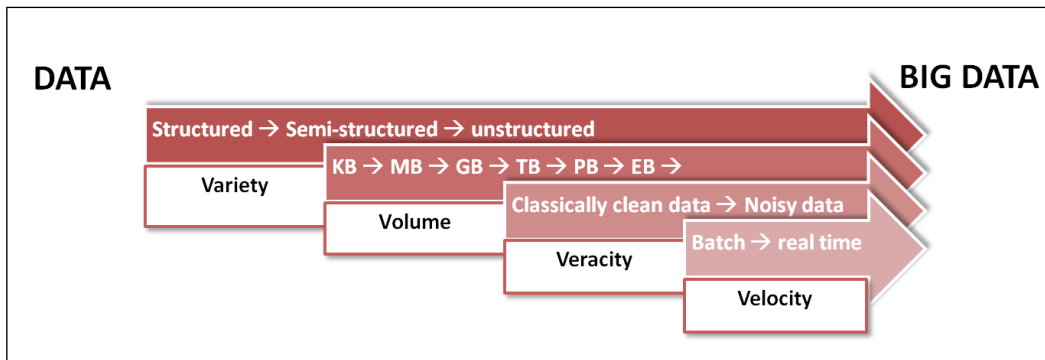 DATA
BIG DATA
Structured → Semi-structured → unstructured
Variety
KB → MB → GB → TB → PB → EB →
Volume
Classically clean data → Noisy data
Veracity
Batch → real time
Velocity